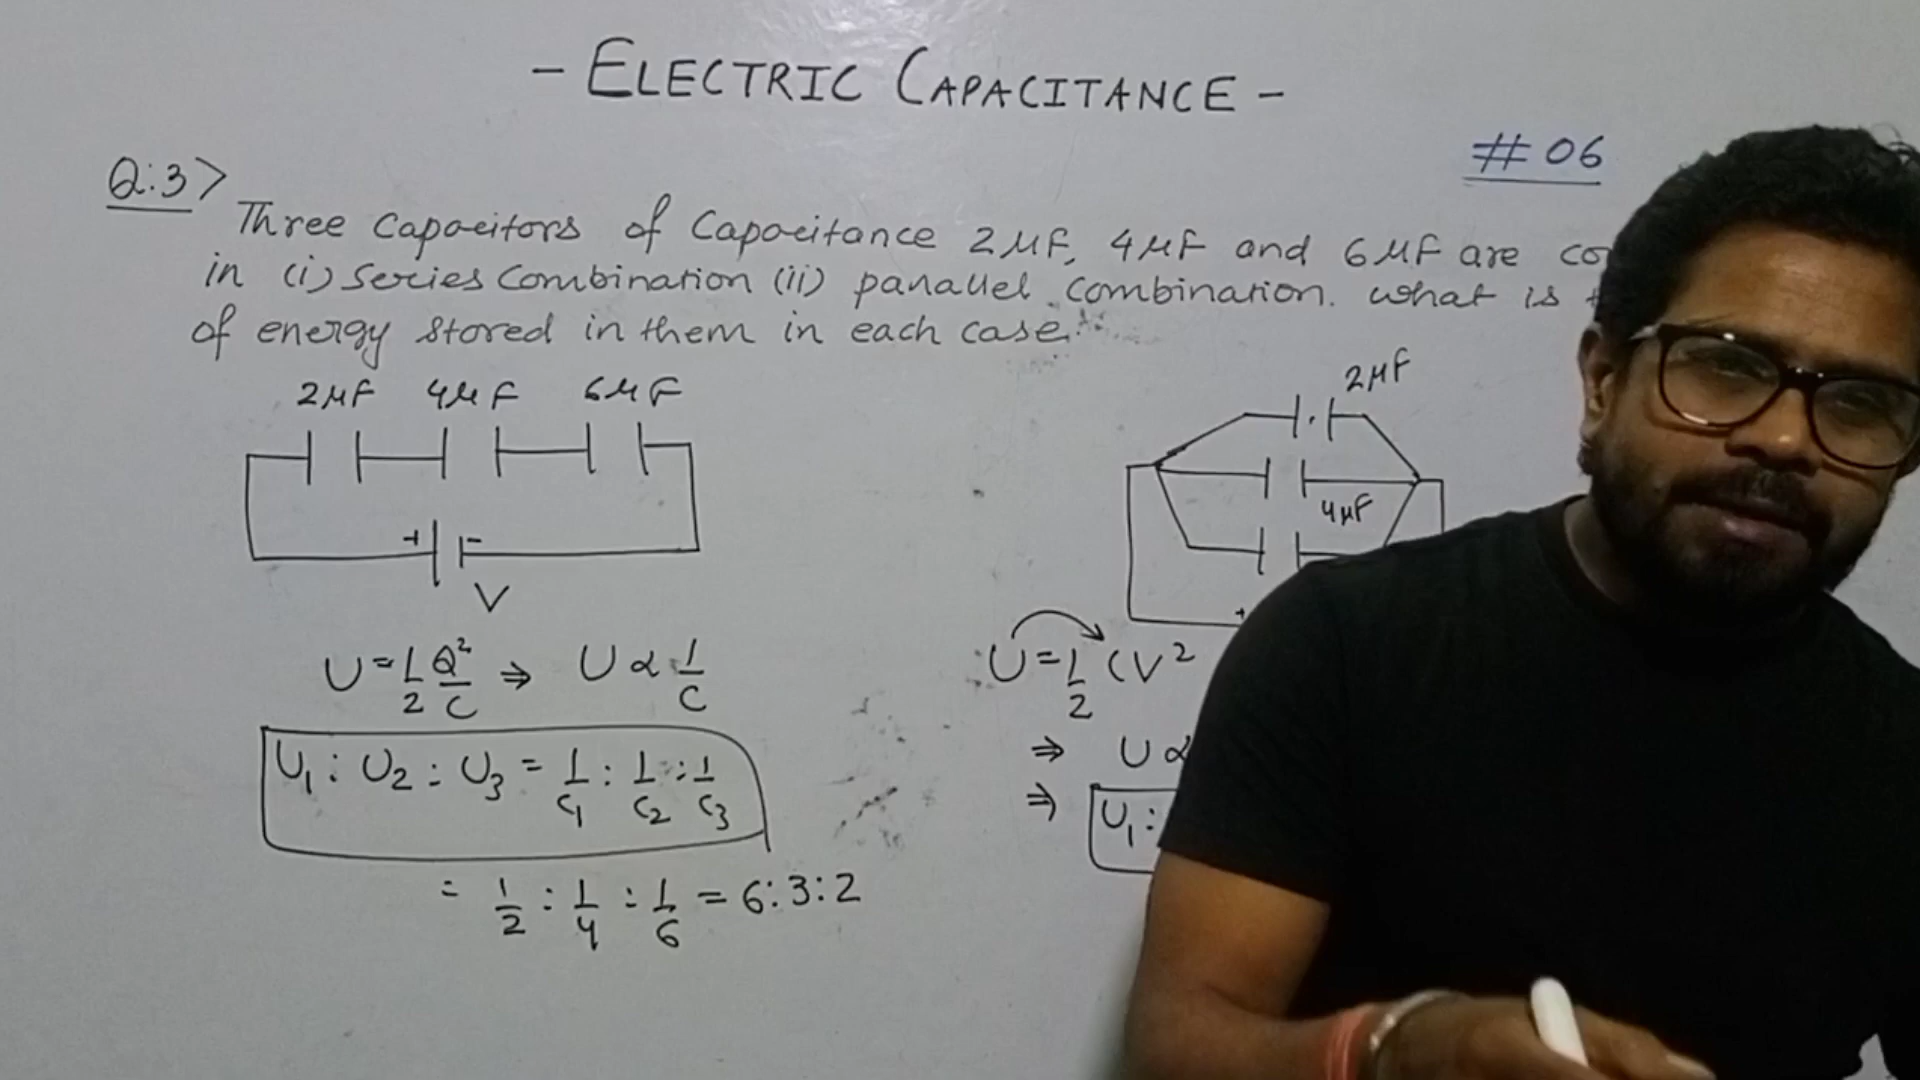 - ELECTRIC CAPACITANCE -
# 06
Q:3>
Three Capacitors of Capacitance 2μF, 4μF and 6μF are co
in (i) Series Combination (ii) parallel combination. What is
of energy stored in them in each case.
2μF 4μF 6μF
+ -
V
U = 1/2 Q²/C ⇒ U ∝ 1/C
U₁ : U₂ : U₃ = 1/C₁ : 1/C₂ : 1/C₃
= 1/2 : 1/4 : 1/6 = 6:3:2
2μF
4μF
+
U = 1/2 CV²
⇒ U ∝
⇒ U₁ :